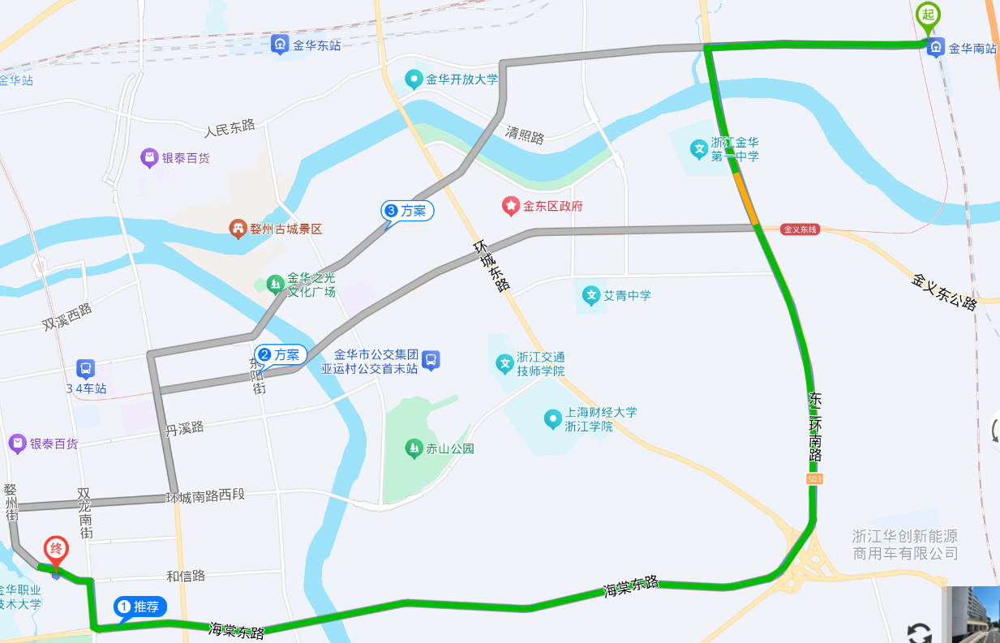 起
金华东站
金华南站
金华站
金华开放大学
人民东路
清照路
浙江金华
第一中学
银泰百货
3 方案
金东区政府
婺州古城景区
金义东线
环城东路
金华之光
文化广场
金义东公路
艾青中学
双溪西路
2 方案
东阳街
金华市公交集团
亚运村公交首末站
浙江交通
技师学院
3 4车站
东二环南路
上海财经大学
浙江学院
丹溪路
银泰百货
赤山公园
S03
婺州街
双龙南街
环城南路西段
终
浙江华创新能源
商用车有限公司
和信路
金华职业
技术大学
海棠东路
1 推荐
海棠东路